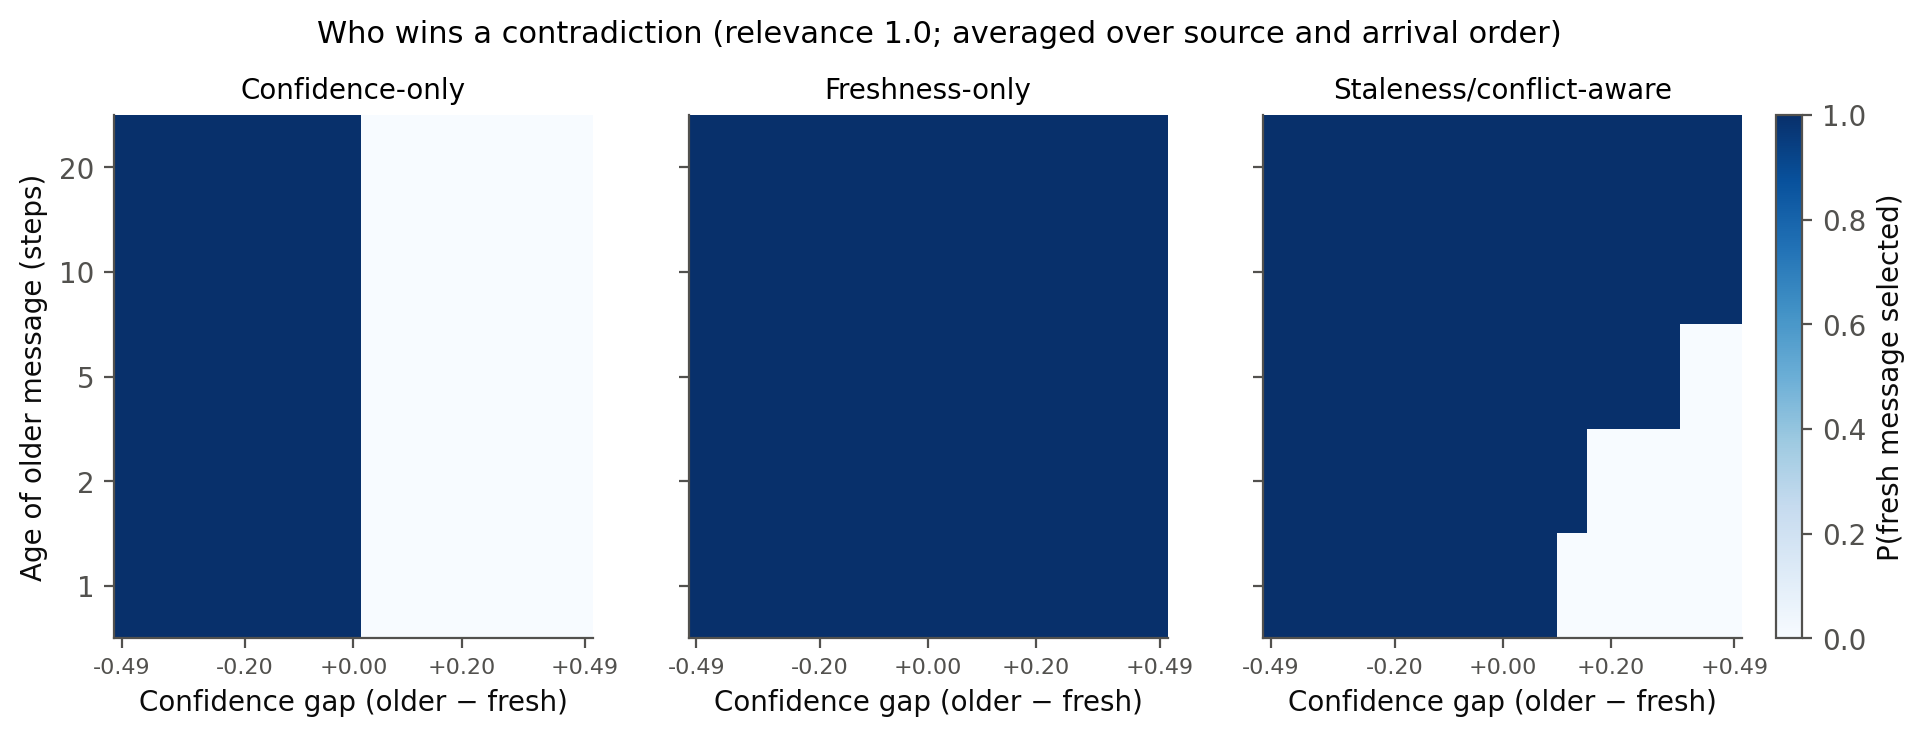 Who wins a contradiction (relevance 1.0; averaged over source and arrival order)
Confidence-only
Freshness-only
Staleness/conflict-aware
Age of older message (steps)
20
10
5
2
1
-0.49
-0.20
+0.00
+0.20
+0.49
Confidence gap (older − fresh)
-0.49
-0.20
+0.00
+0.20
+0.49
Confidence gap (older − fresh)
-0.49
-0.20
+0.00
+0.20
+0.49
Confidence gap (older − fresh)
1.0
0.8
0.6
0.4
0.2
0.0
P(fresh message selected)